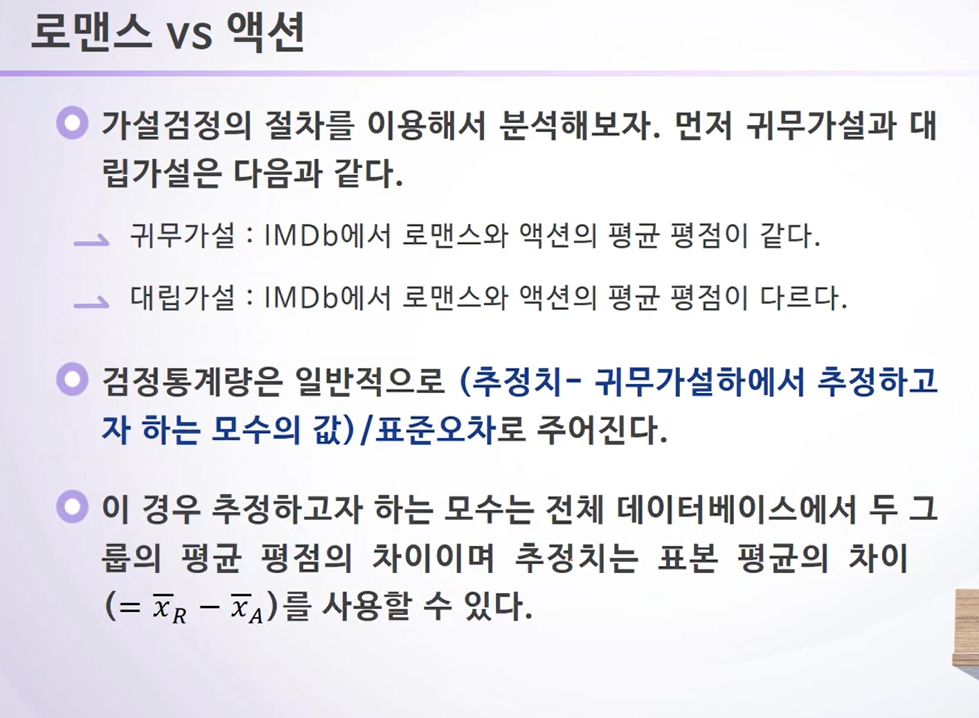 로맨스 vs 액션
가설검정의 절차를 이용해서 분석해보자. 먼저 귀무가설과 대
립가설은 다음과 같다.
귀무가설 : IMDb에서 로맨스와 액션의 평균 평점이 같다.
대립가설 : IMDb에서 로맨스와 액션의 평균 평점이 다르다.
검정통계량은 일반적으로 (추정치- 귀무가설하에서 추정하고
자 하는 모수의 값)/표준오차로 주어진다.
이 경우 추정하고자 하는 모수는 전체 데이터베이스에서 두 그
룹의 평균 평점의 차이이며 추정치는 표본 평균의 차이
(= x̅_R − x̅_A)를 사용할 수 있다.